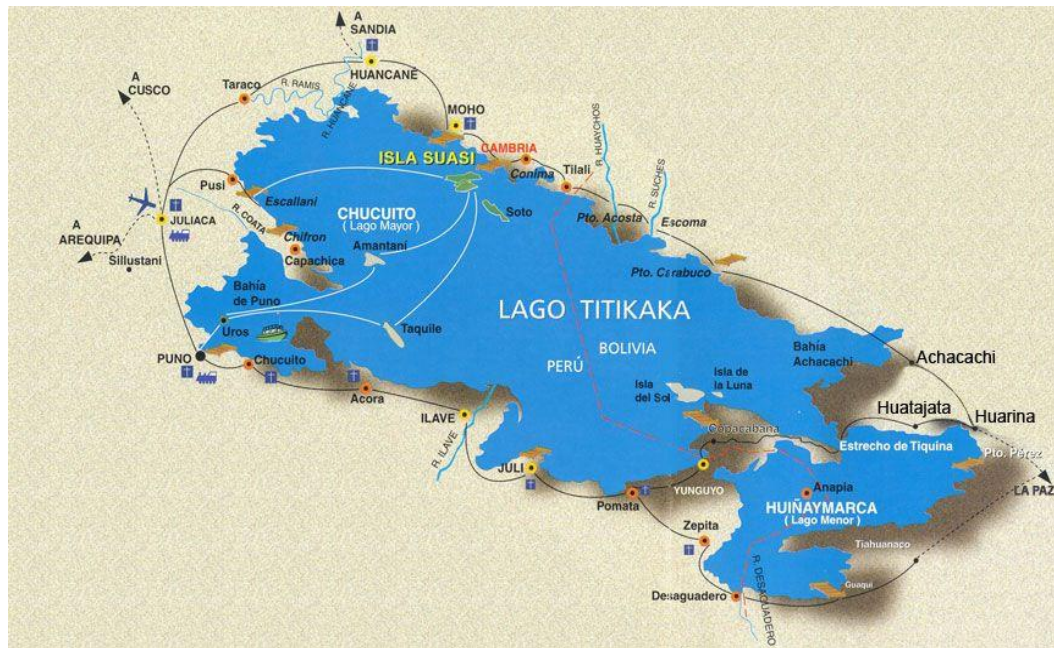 A
SANDIA
HUANCANÉ
A
CUSCO
Taraco
R. RAMIS
R. HUANCANE
MOHO
CAMBRIA
ISLA SUASI
Conima
Tilali
R. HUAYCHOS
R. SUCHES
Pusi
Escallani
Soto
Pto. Acosta
Escoma
JULIACA
R. COATA
CHUCUITO
( Lago Mayor )
A
AREQUIPA
Sillustani
Chifron
Capachica
Amantaní
Pto. Carabuco
Bahía
de Puno
Uros
LAGO TITIKAKA
Taquile
BOLIVIA
PERÚ
Bahía
Achacachi
Achacachi
PUNO
Chucuito
Acora
Isla
del Sol
Isla de
la Luna
ILAVE
R. ILAVE
Copacabana
Huatajata
Huarina
Estrecho de Tiquina
Pto. Pérez
JULI
YUNGUYO
Anapia
LA PAZ
Pomata
HUIÑAYMARCA
( Lago Menor )
Zepita
Tiahuanaco
Guaqui
Desaguadero
R. DESAGUADERO